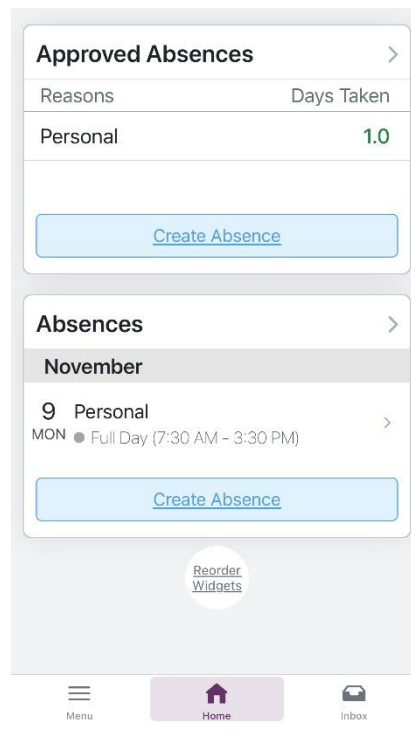 Approved Absences
Reasons Days Taken
Personal 1.0
Create Absence
Absences
November
9 Personal
MON Full Day (7:30 AM - 3:30 PM)
Create Absence
Reorder
Widgets
Menu Home Inbox